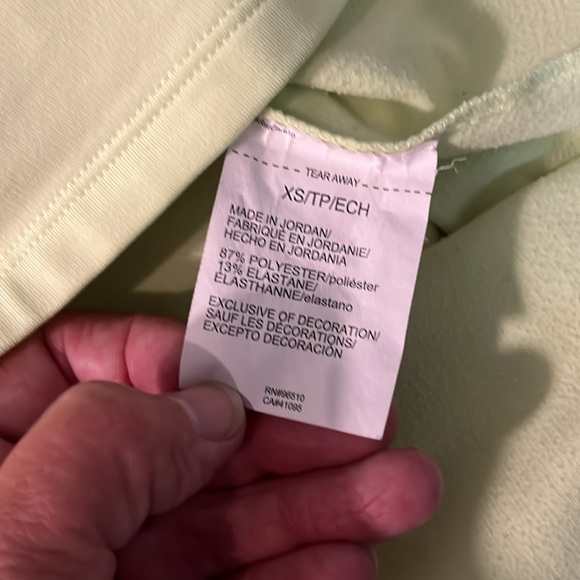 TEAR AWAY
XS/TP/ECH
MADE IN JORDAN/
FABRIQUÉ EN JORDANIE/
HECHO EN JORDANIA
87% POLYESTER/poliéster
13% ELASTANE/
ELASTHANNE/elastano
EXCLUSIVE OF DECORATION/
SAUF LES DÉCORATIONS/
EXCEPTO DECORACIÓN
RN#96510
CA#41095